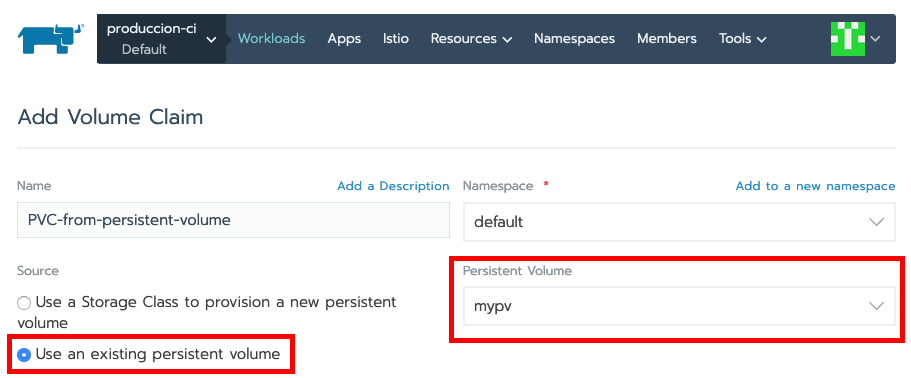 produccion-ci
Default
Workloads Apps Istio Resources Namespaces Members Tools
Add Volume Claim
Name Add a Description
PVC-from-persistent-volume
Namespace * Add to a new namespace
default
Source
Use a Storage Class to provision a new persistent
volume
Use an existing persistent volume
Persistent Volume
mypv